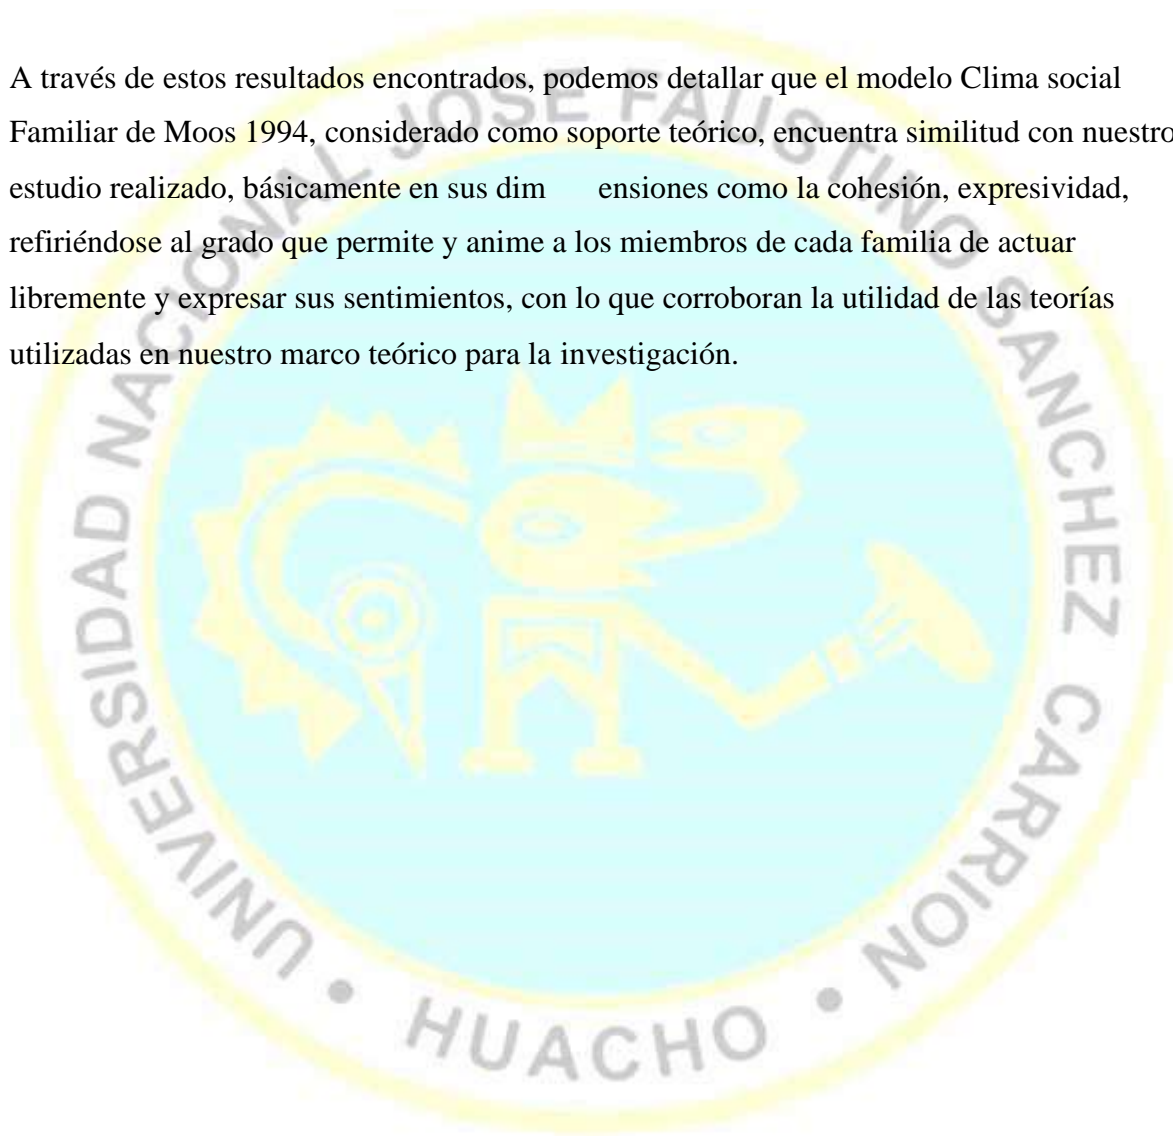 A través de estos resultados encontrados, podemos detallar que el modelo Clima social
Familiar de Moos 1994, considerado como soporte teórico, encuentra similitud con nuestro
estudio realizado, básicamente en sus dim ensiones como la cohesión, expresividad,
refiriéndose al grado que permite y anime a los miembros de cada familia de actuar
libremente y expresar sus sentimientos, con lo que corroboran la utilidad de las teorías
utilizadas en nuestro marco teórico para la investigación.
UNIVERSIDAD NACIONAL JOSE FAUSTINO SANCHEZ CARRION
• HUACHO •